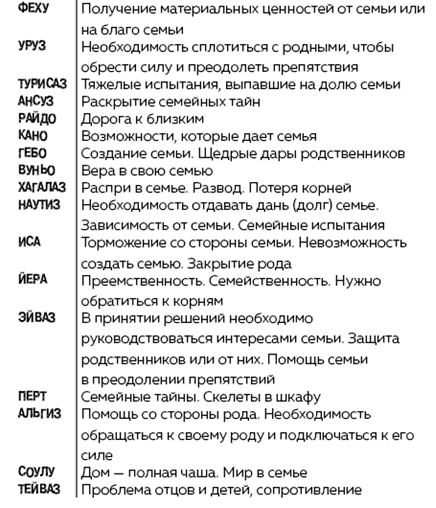 ФЕХУ Получение материальных ценностей от семьи или
на благо семьи
УРУЗ Необходимость сплотиться с родными, чтобы
обрести силу и преодолеть препятствия
ТУРИСАЗ Тяжелые испытания, выпавшие на долю семьи
АНСУЗ Раскрытие семейных тайн
РАЙДО Дорога к близким
КАНО Возможности, которые дает семья
ГЕБО Создание семьи. Щедрые дары родственников
ВУНЬО Вера в свою семью
ХАГАЛАЗ Распри в семье. Развод. Потеря корней
НАУТИЗ Необходимость отдавать дань (долг) семье.
Зависимость от семьи. Семейные испытания
ИСА Торможение со стороны семьи. Невозможность
создать семью. Закрытие рода
ЙЕРА Преемственность. Семейственность. Нужно
обратиться к корням
ЭЙВАЗ В принятии решений необходимо
руководствоваться интересами семьи. Защита
родственников или от них. Помощь семьи
в преодолении препятствий
ПЕРТ Семейные тайны. Скелеты в шкафу
АЛЬГИЗ Помощь со стороны рода. Необходимость
обращаться к своему роду и подключаться к его
силе
СОУЛУ Дом — полная чаша. Мир в семье
ТЕЙВАЗ Проблема отцов и детей, сопротивление